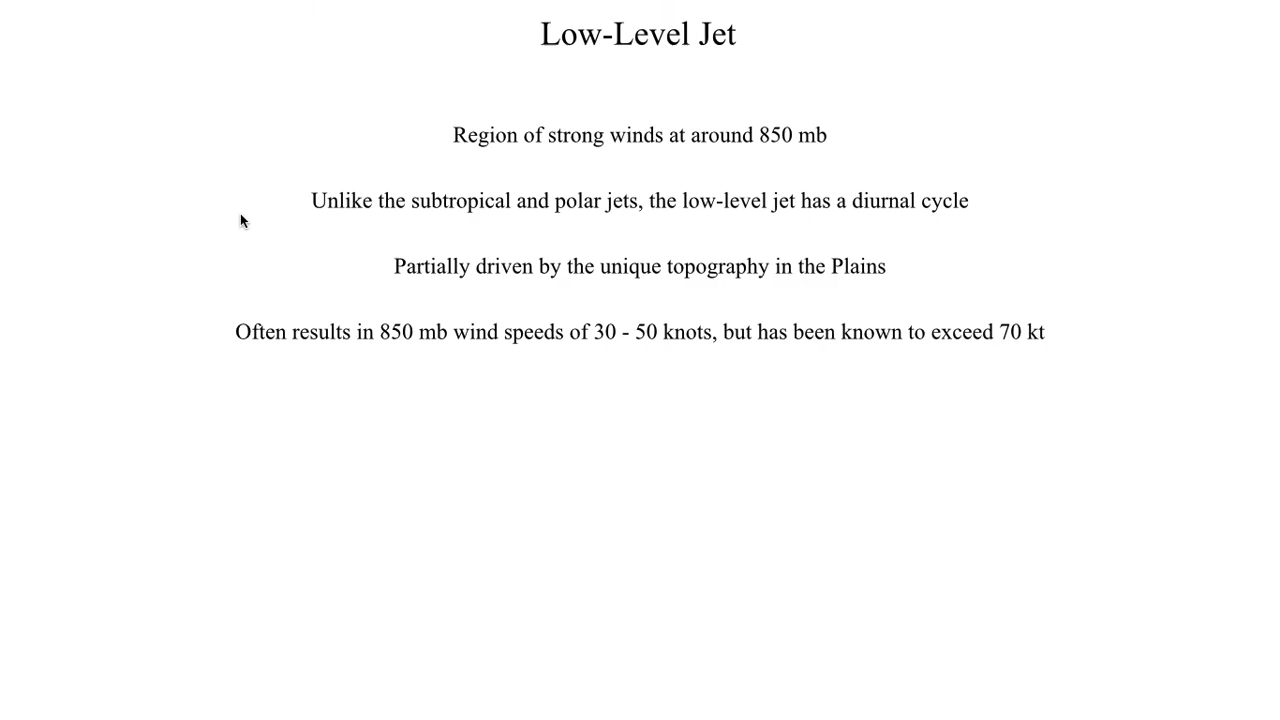 Low-Level Jet
Region of strong winds at around 850 mb
Unlike the subtropical and polar jets, the low-level jet has a diurnal cycle
Partially driven by the unique topography in the Plains
Often results in 850 mb wind speeds of 30 - 50 knots, but has been known to exceed 70 kt